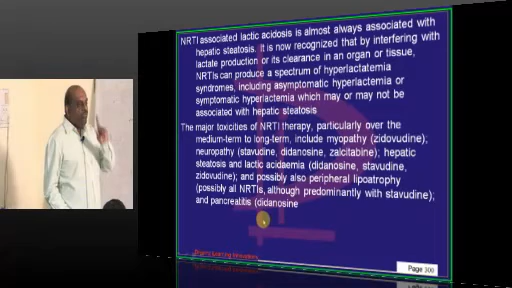 NRTI associated lactic acidosis is almost always associated with
hepatic steatosis. It is now recognized that by interfering with
lactate production or its clearance in an organ or tissue,
NRTIs can produce a spectrum of hyperlactatemia
syndromes, including asymptomatic hyperlactemia or
symptomatic hyperlactemia which may or may not be
associated with hepatic steatosis
The major toxicities of NRTI therapy, particularly over the
medium-term to long-term, include myopathy (zidovudine);
neuropathy (stavudine, didanosine, zalcitabine); hepatic
steatosis and lactic acidaemia (didanosine, stavudine,
zidovudine); and possibly also peripheral lipoatrophy
(possibly all NRTIs, although predominantly with stavudine);
and pancreatitis (didanosine
Page 300